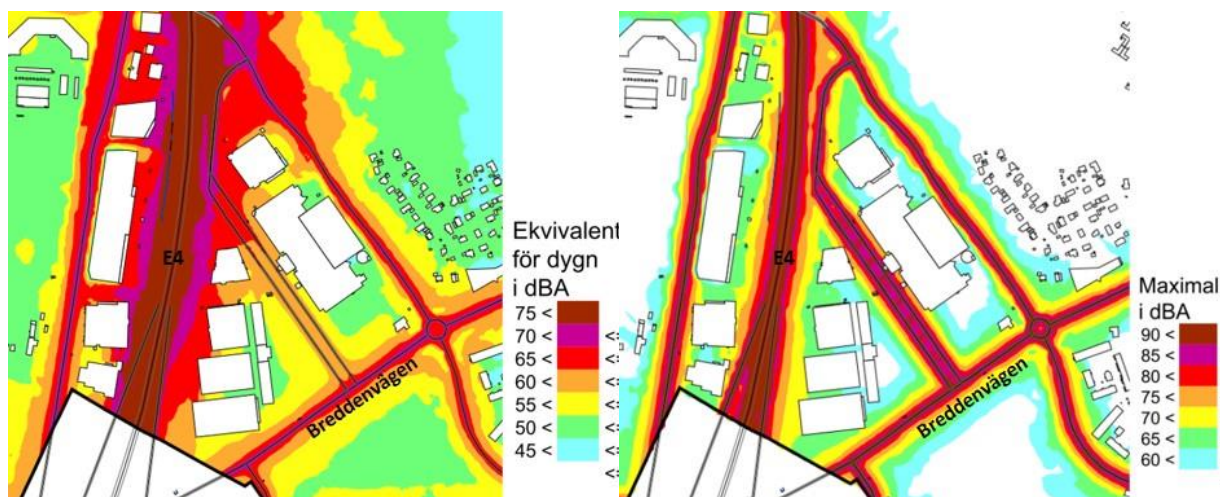 E4
Breddenvägen
Ekvivalent
för dygn
i dBA
75 <
70 <
65 <
60 <
55 <
50 <
45 <
<=
<=
<=
<=
<=
<=
<=
E4
Breddenvägen
Maximal
i dBA
90 <
85 <
80 <
75 <
70 <
65 <
60 <